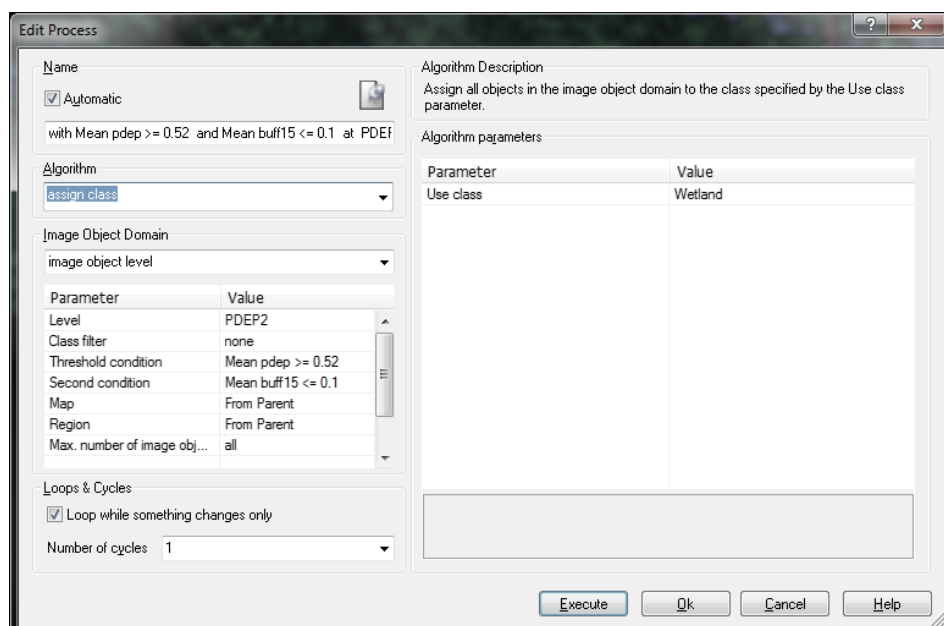 Edit Process
?
X
Name
Automatic
with Mean pdep >= 0.52 and Mean buff15 <= 0.1 at PDEF
Algorithm
assign class
Image Object Domain
image object level
Parameter Value
Level PDEP2
Class filter none
Threshold condition Mean pdep >= 0.52
Second condition Mean buff15 <= 0.1
Map From Parent
Region From Parent
Max. number of image obj... all
Loops & Cycles
Loop while something changes only
Number of cycles 1
Algorithm Description
Assign all objects in the image object domain to the class specified by the Use class
parameter.
Algorithm parameters
Parameter Value
Use class Wetland
Execute Ok Cancel Help